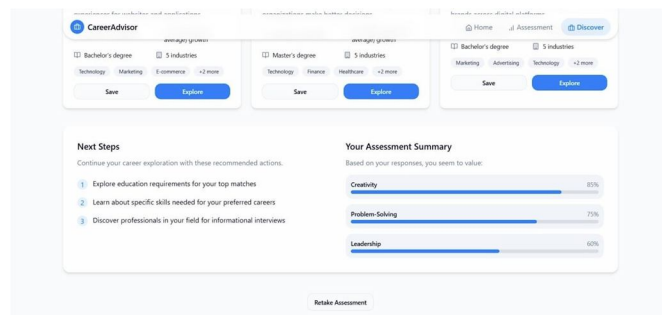 CareerAdvisor
Home
Assessment
Discover
average) growth
average) growth
Bachelor's degree
5 industries
Technology
Marketing
E-commerce
+2 more
Save
Explore
Master's degree
5 industries
Technology
Finance
Healthcare
+2 more
Save
Explore
Bachelor's degree
5 industries
Marketing
Advertising
Technology
+2 more
Save
Explore
Next Steps
Continue your career exploration with these recommended actions.
1 Explore education requirements for your top matches
2 Learn about specific skills needed for your preferred careers
3 Discover professionals in your field for informational interviews
Your Assessment Summary
Based on your responses, you seem to value:
Creativity 85%
Problem-Solving 75%
Leadership 60%
Retake Assessment